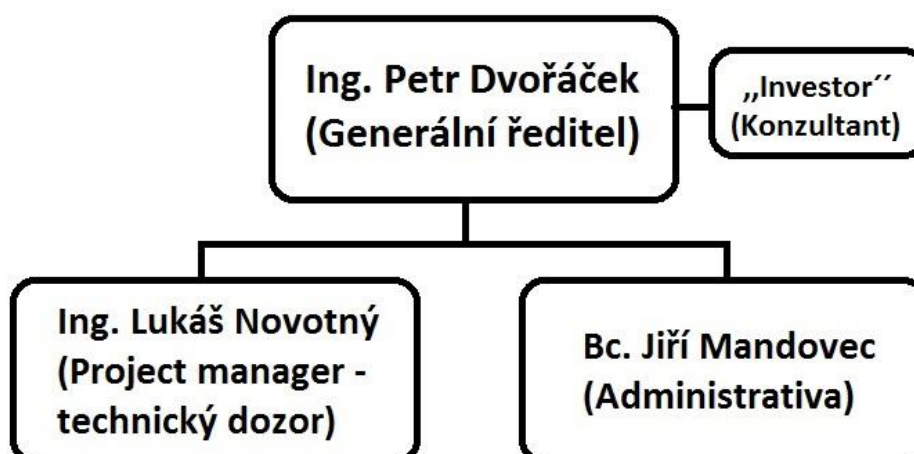 Ing. Petr Dvořáček
(Generální ředitel)
,,Investor´´
(Konzultant)
Ing. Lukáš Novotný
(Project manager -
technický dozor)
Bc. Jiří Mandovec
(Administrativa)